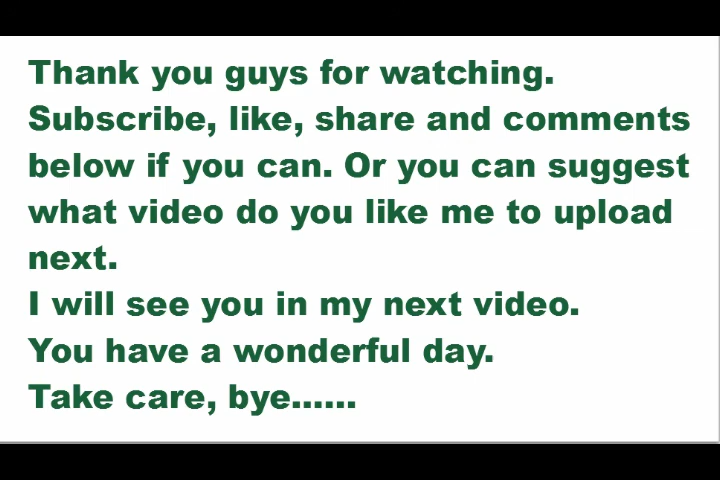 Thank you guys for watching.
Subscribe, like, share and comments
below if you can. Or you can suggest
what video do you like me to upload
next.
I will see you in my next video.
You have a wonderful day.
Take care, bye......